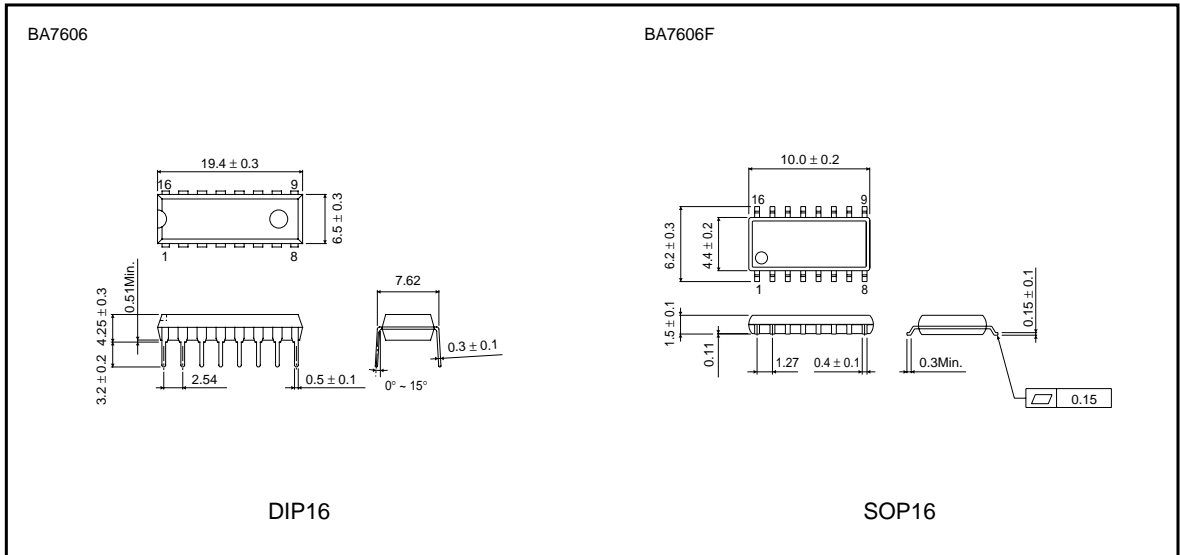 BA7606
19.4 ± 0.3
16 9
6.5 ± 0.3
1 8
0.51Min.
4.25 ± 0.3
3.2 ± 0.2
2.54
0.5 ± 0.1
7.62
0.3 ± 0.1
0° ~ 15°
DIP16
BA7606F
10.0 ± 0.2
16 9
6.2 ± 0.3
4.4 ± 0.2
1 8
1.5 ± 0.1
0.11
1.27
0.4 ± 0.1
0.3Min.
0.15 ± 0.1
0.15
SOP16